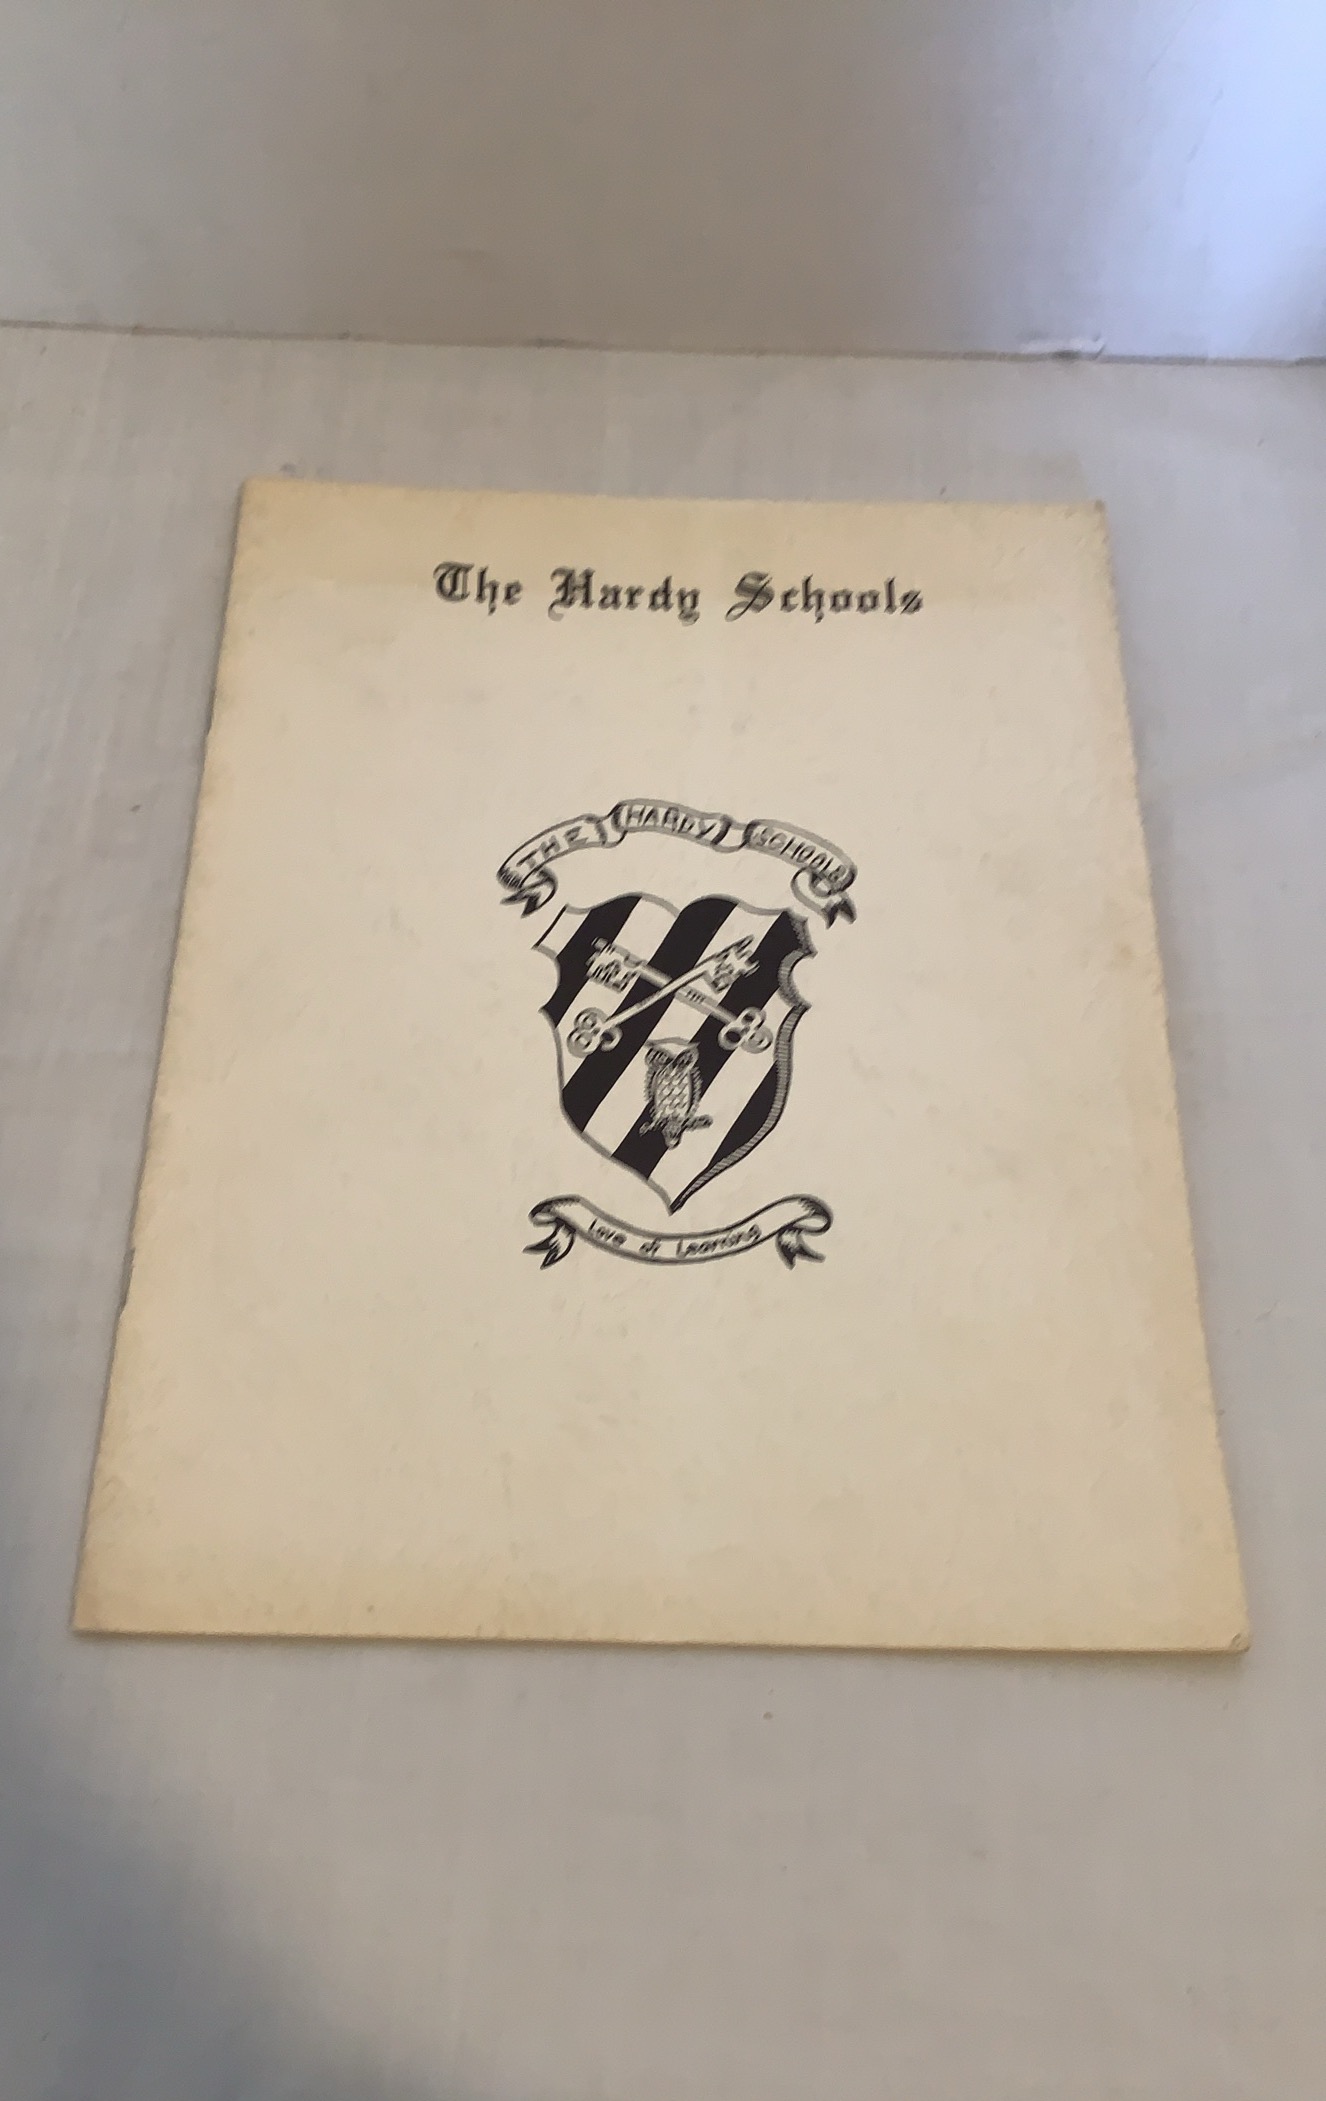 The Hardy Schools
THE HARDY SCHOOLS
Love of Learning